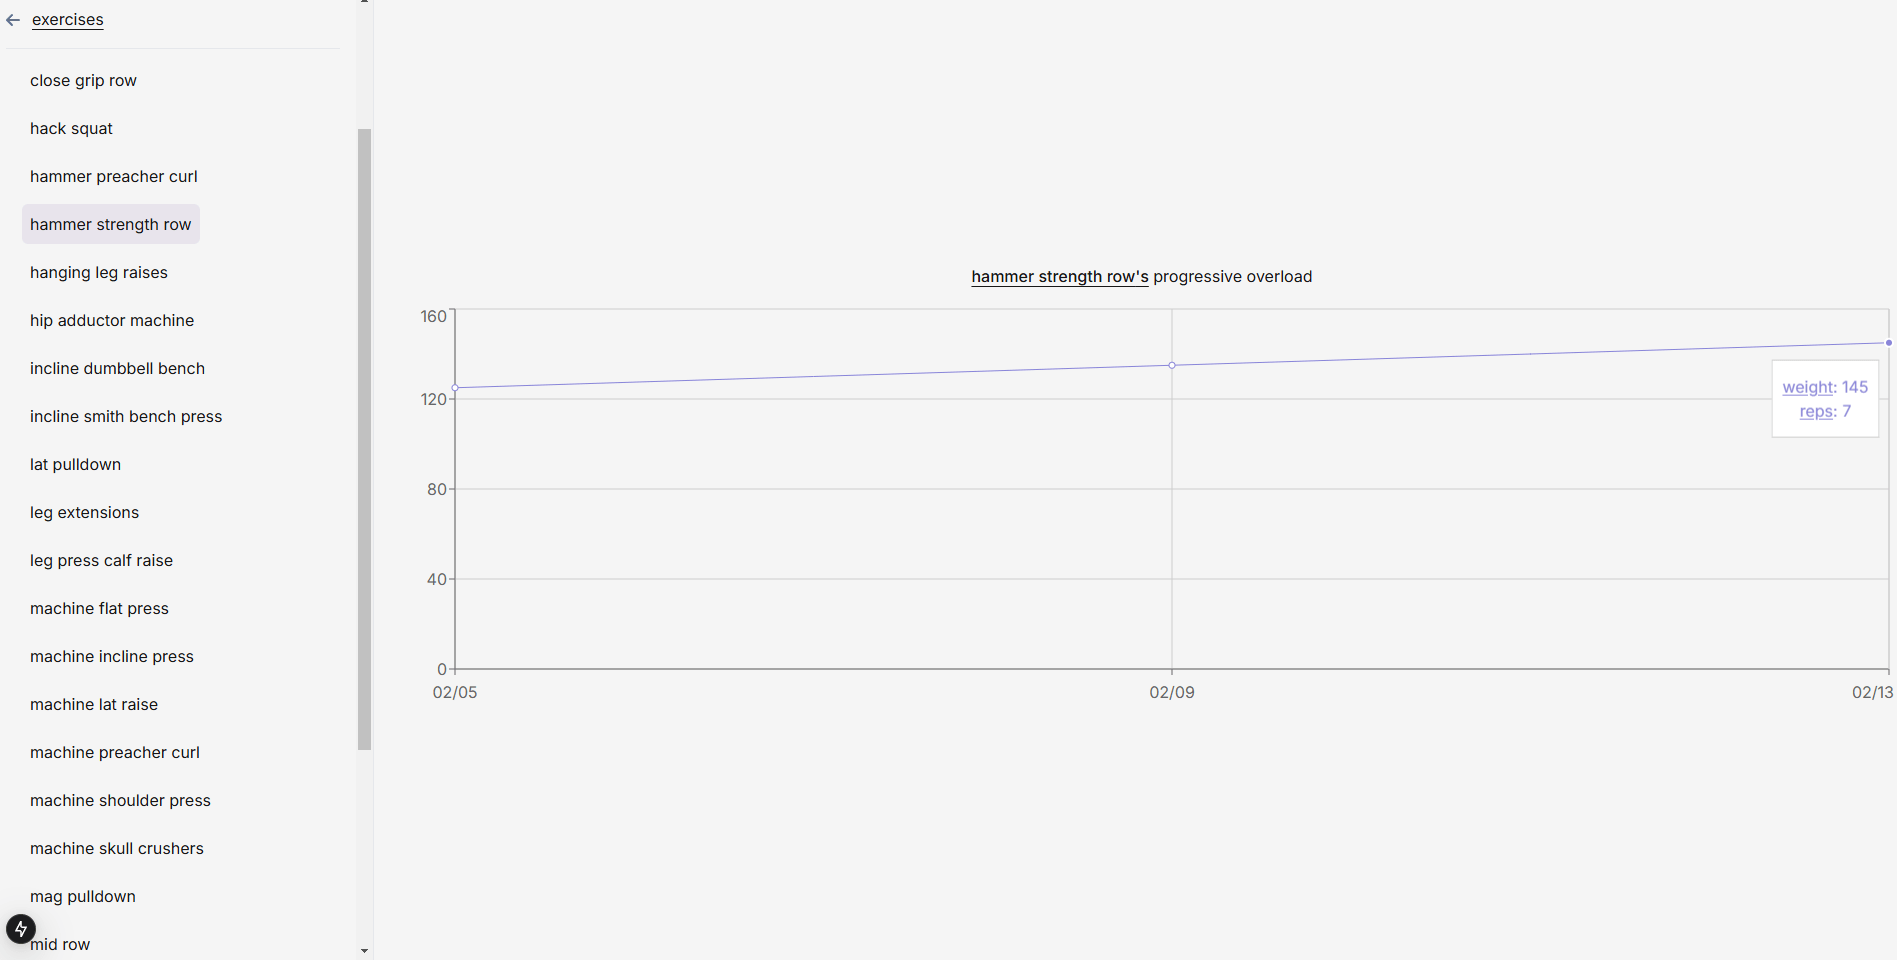 exercises
close grip row
hack squat
hammer preacher curl
hammer strength row
hanging leg raises
hip adductor machine
incline dumbbell bench
incline smith bench press
lat pulldown
leg extensions
leg press calf raise
machine flat press
machine incline press
machine lat raise
machine preacher curl
machine shoulder press
machine skull crushers
mag pulldown
mid row
hammer strength row's progressive overload
160
120
80
40
0
02/05
02/09
02/13
weight: 145
reps: 7